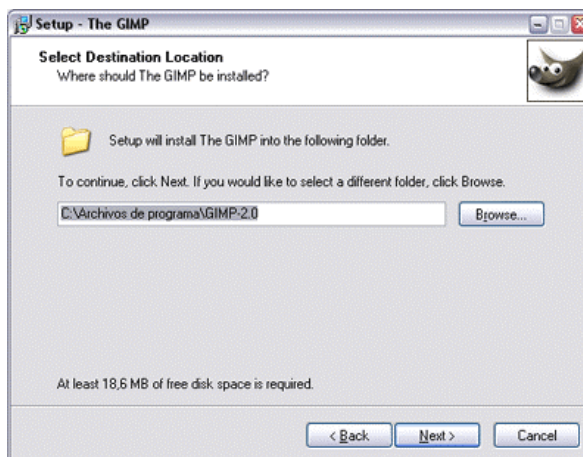 Setup - The GIMP
Select Destination Location
Where should The GIMP be installed?
Setup will install The GIMP into the following folder.
To continue, click Next. If you would like to select a different folder, click Browse.
C:\Archivos de programa\GIMP-2.0
Browse...
At least 18,6 MB of free disk space is required.
< Back
Next >
Cancel